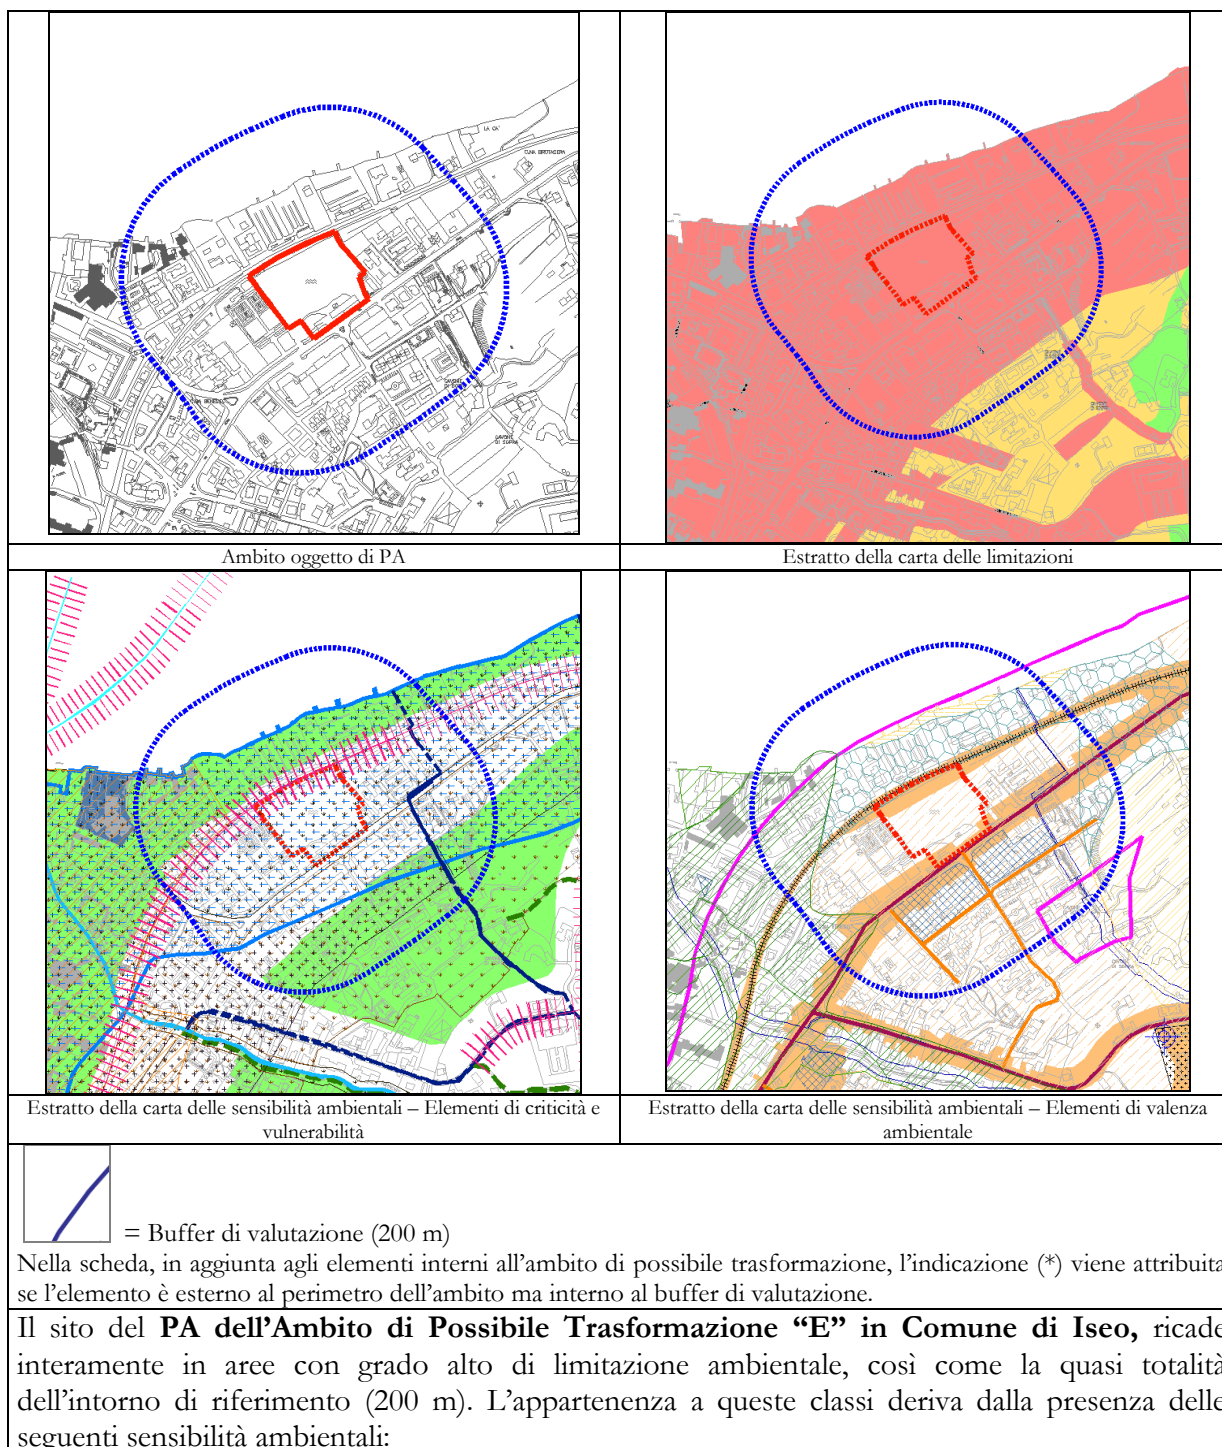 LA CA'
CUNA BRETAGERA
Ambito oggetto di PA
Estratto della carta delle limitazioni
Estratto della carta delle sensibilità ambientali – Elementi di criticità e
vulnerabilità
Estratto della carta delle sensibilità ambientali – Elementi di valenza
ambientale
= Buffer di valutazione (200 m)
Nella scheda, in aggiunta agli elementi interni all'ambito di possibile trasformazione, l'indicazione (*) viene attribuita
se l'elemento è esterno al perimetro dell'ambito ma interno al buffer di valutazione.
Il sito del PA dell'Ambito di Possibile Trasformazione "E" in Comune di Iseo, ricade
interamente in aree con grado alto di limitazione ambientale, così come la quasi totalità
dell'intorno di riferimento (200 m). L'appartenenza a queste classi deriva dalla presenza delle
seguenti sensibilità ambientali: